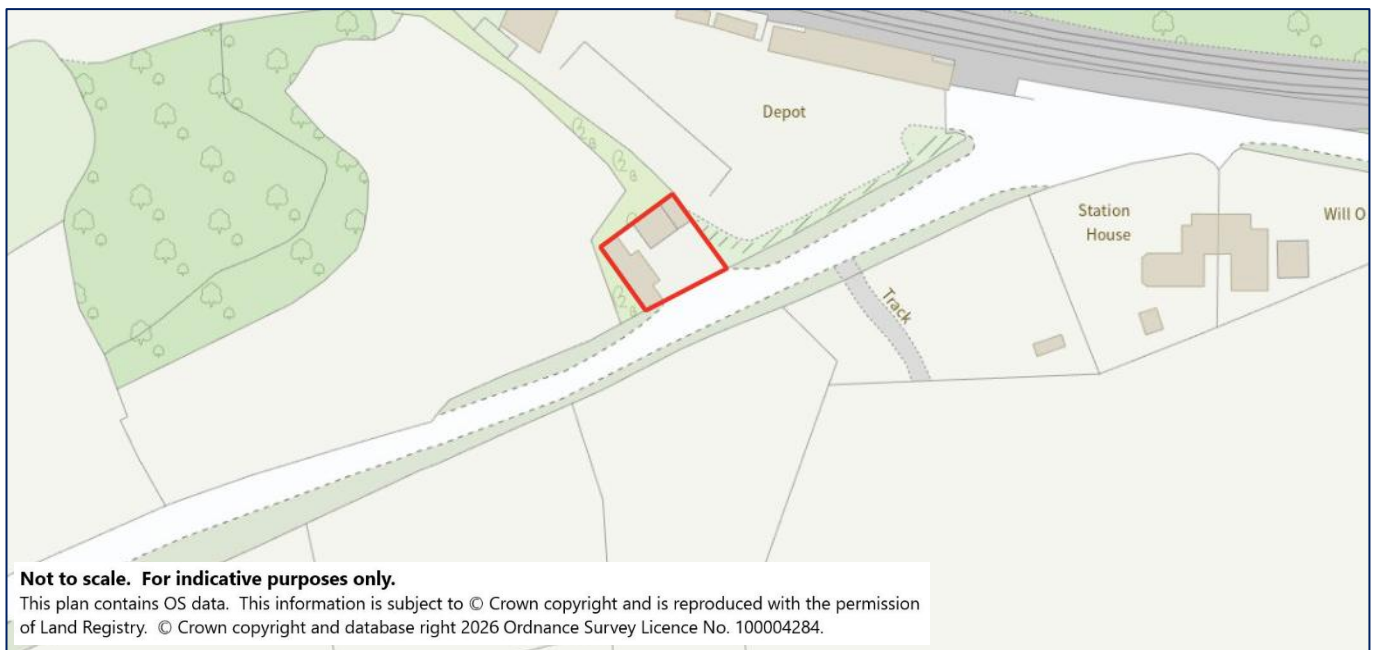 Depot
Station
House
Will O
Track
Not to scale. For indicative purposes only.
This plan contains OS data. This information is subject to © Crown copyright and is reproduced with the permission
of Land Registry. © Crown copyright and database right 2026 Ordnance Survey Licence No. 100004284.